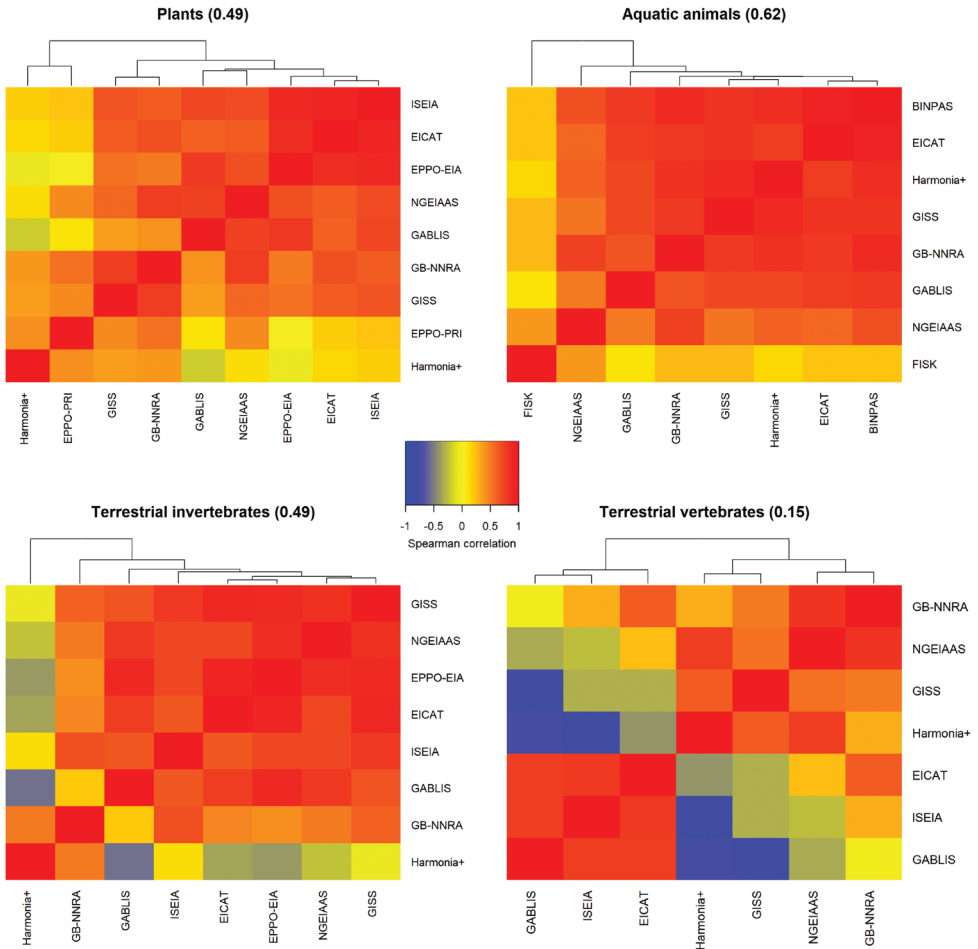 Plants (0.49)
ISEIA
EICAT
EPPO-EIA
NGEIAAS
GABLIS
GB-NNRA
GISS
EPPO-PRI
Harmonia+
Harmonia+
EPPO-PRI
GISS
GB-NNRA
GABLIS
NGEIAAS
EPPO-EIA
EICAT
ISEIA
Aquatic animals (0.62)
BINPAS
EICAT
Harmonia+
GISS
GB-NNRA
GABLIS
NGEIAAS
FISK
FISK
NGEIAAS
GABLIS
GB-NNRA
GISS
Harmonia+
EICAT
BINPAS
-1 -0.5 0 0.5 1
Spearman correlation
Terrestrial invertebrates (0.49)
GISS
NGEIAAS
EPPO-EIA
EICAT
ISEIA
GABLIS
GB-NNRA
Harmonia+
Harmonia+
GB-NNRA
GABLIS
ISEIA
EICAT
EPPO-EIA
NGEIAAS
GISS
Terrestrial vertebrates (0.15)
GB-NNRA
NGEIAAS
GISS
Harmonia+
EICAT
ISEIA
GABLIS
GABLIS
ISEIA
EICAT
Harmonia+
GISS
NGEIAAS
GB-NNRA